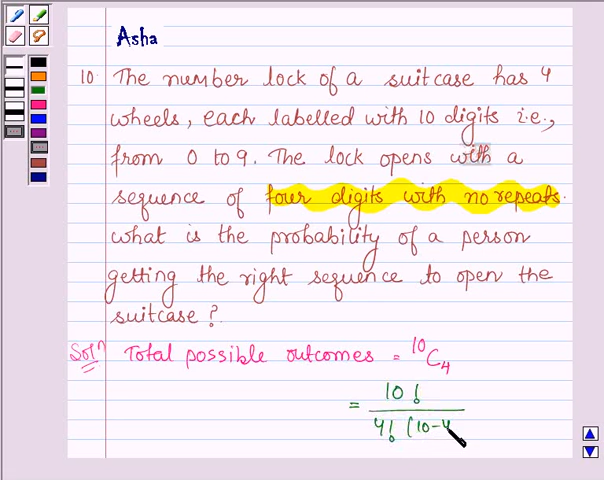 Asha
10. The number lock of a suitcase has 4
wheels, each labelled with 10 digits i.e.,
from 0 to 9. The lock opens with a
sequence of four digits with no repeats.
what is the probability of a person
getting the right sequence to open the
suitcase?
Solⁿ Total possible outcomes = ¹⁰C₄
= 10! / 4! (10-4